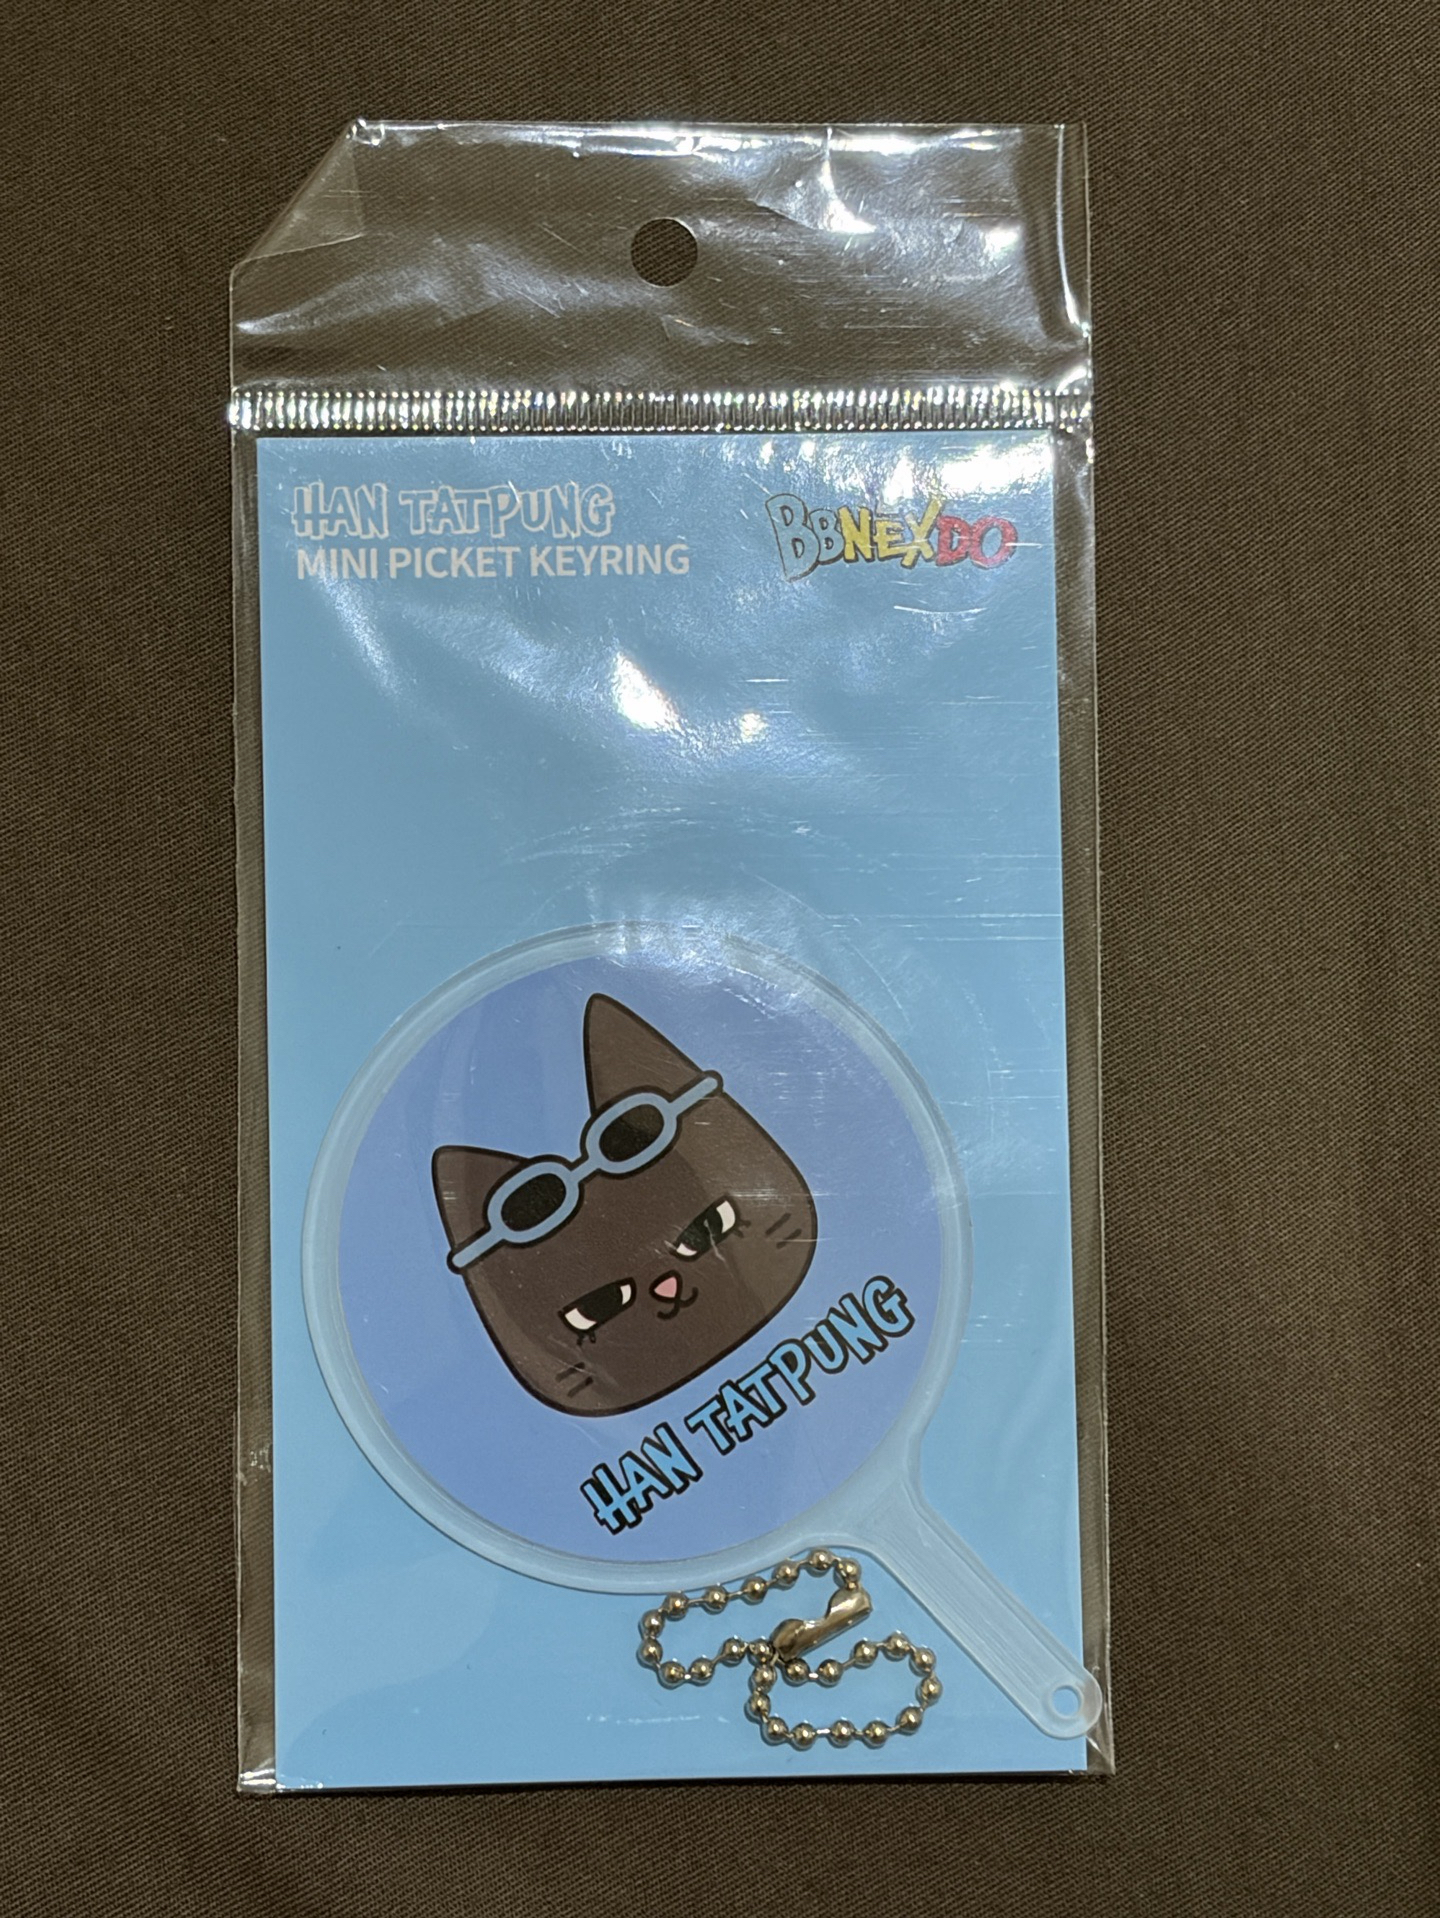 HAN TATPUNG
MINI PICKET KEYRING
BBNEXDO
HAN TATPUNG